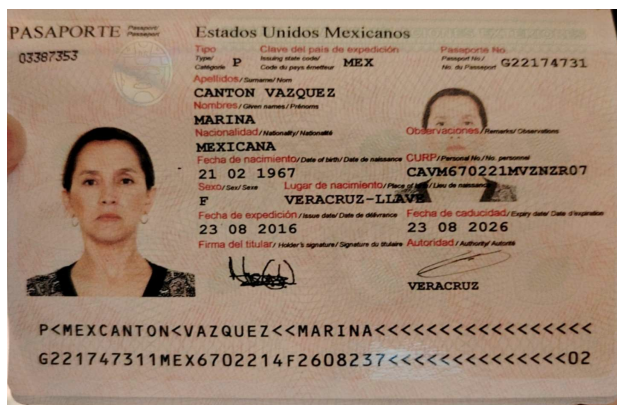 PASAPORTE Passport Passeport Estados Unidos Mexicanos
03387353
Tipo Clave del país de expedición Pasaporte No.
Type/ Issuing state code/ Passport No./
Catégorie P Code du pays émetteur MEX No. du Passeport G22174731
Apellidos/Surname/Nom
CANTON VAZQUEZ
Nombres/Given names/Prénoms
MARINA
Nacionalidad/Nationality/Nationalité Observaciones/Remarks/Observations
MEXICANA
Fecha de nacimiento/Date of birth/Date de naissance CURP/Personal No./No. personnel
21 02 1967 CAVM670221MVZNZR07
Sexo/Sex/Sexe Lugar de nacimiento/Place of birth/Lieu de naissance
F VERACRUZ-LLAVE
Fecha de expedición/Issue date/Date de délivrance Fecha de caducidad/Expiry date/Date d'expiration
23 08 2016 23 08 2026
Firma del titular/Holder's signature/Signature du titulaire Autoridad/Authority/Autorité
VERACRUZ
P<MEXCANTON<VAZQUEZ<<MARINA<<<<<<<<<<<<<<<<<
G221747311MEX6702214F2608237<<<<<<<<<<<<<<02